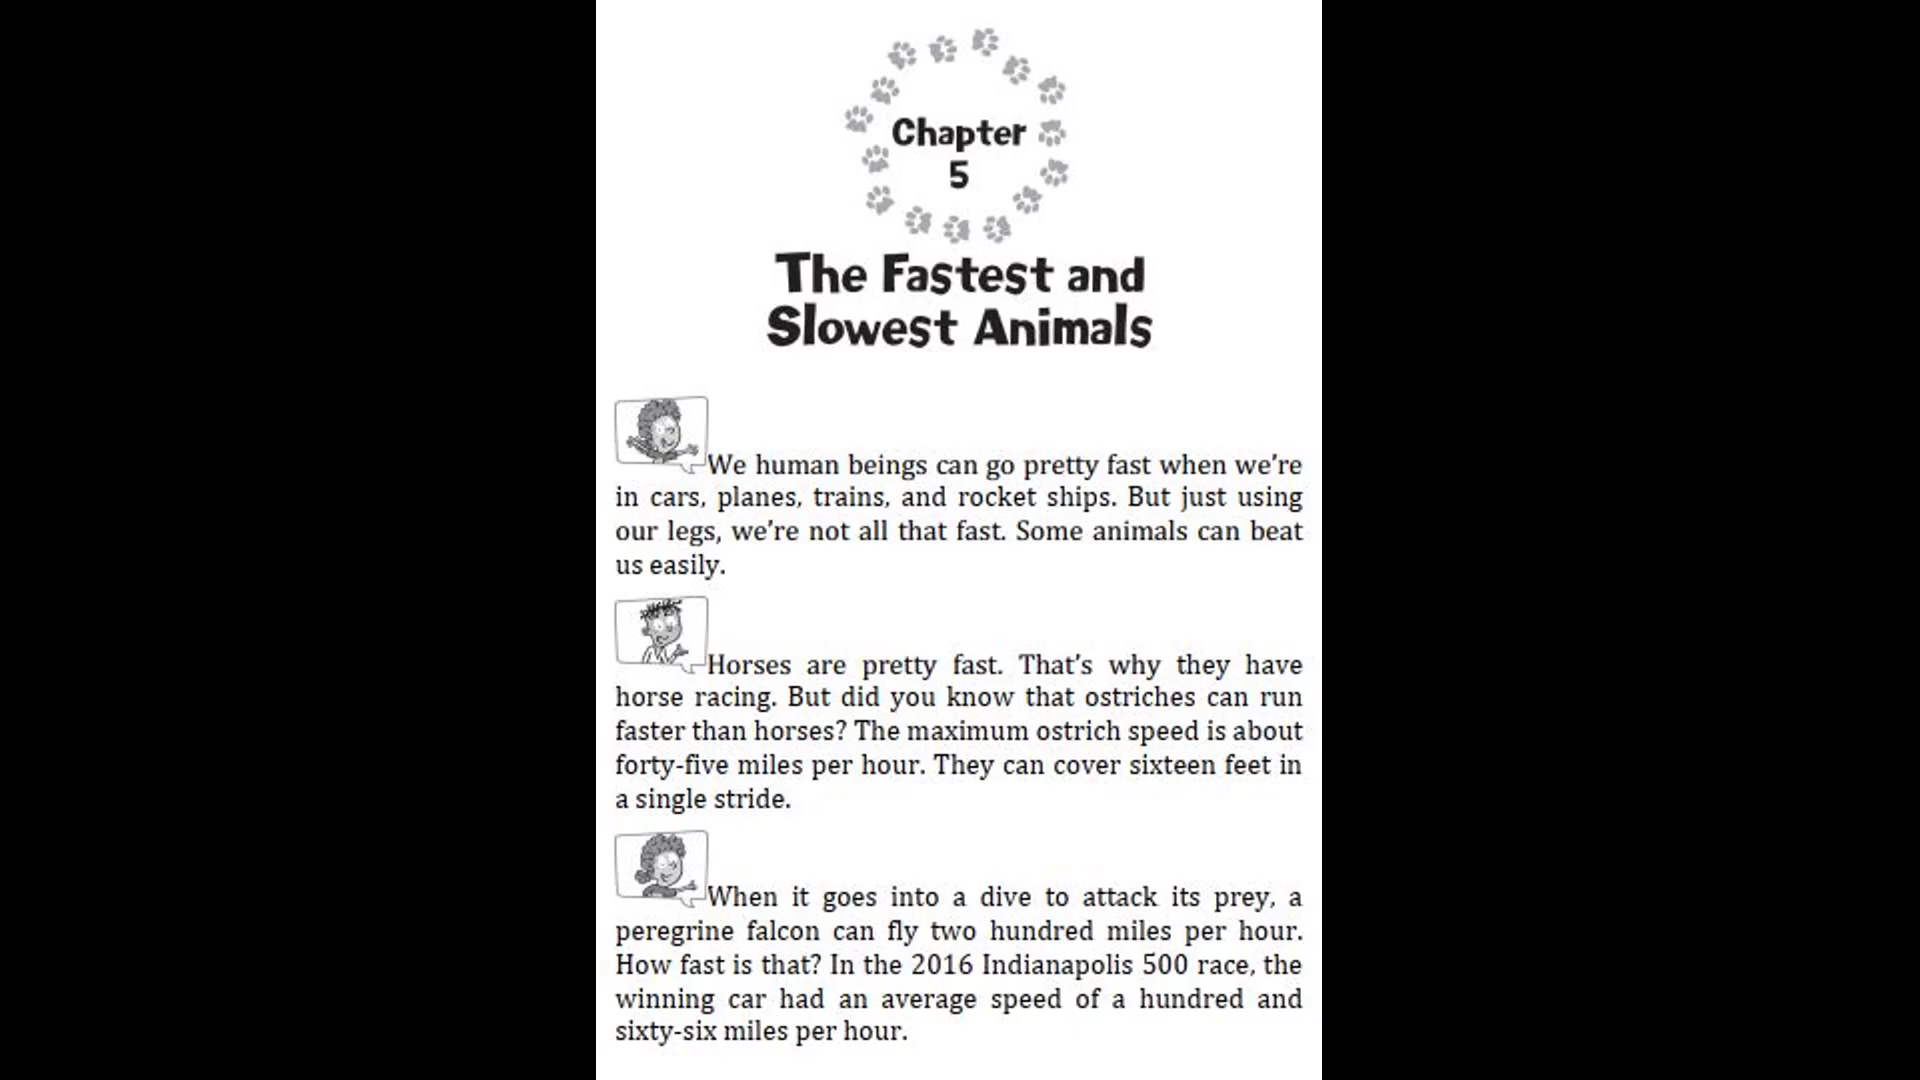 Chapter
5
The Fastest and
Slowest Animals
We human beings can go pretty fast when we’re
in cars, planes, trains, and rocket ships. But just using
our legs, we’re not all that fast. Some animals can beat
us easily.
Horses are pretty fast. That’s why they have
horse racing. But did you know that ostriches can run
faster than horses? The maximum ostrich speed is about
forty-five miles per hour. They can cover sixteen feet in
a single stride.
When it goes into a dive to attack its prey, a
peregrine falcon can fly two hundred miles per hour.
How fast is that? In the 2016 Indianapolis 500 race, the
winning car had an average speed of a hundred and
sixty-six miles per hour.